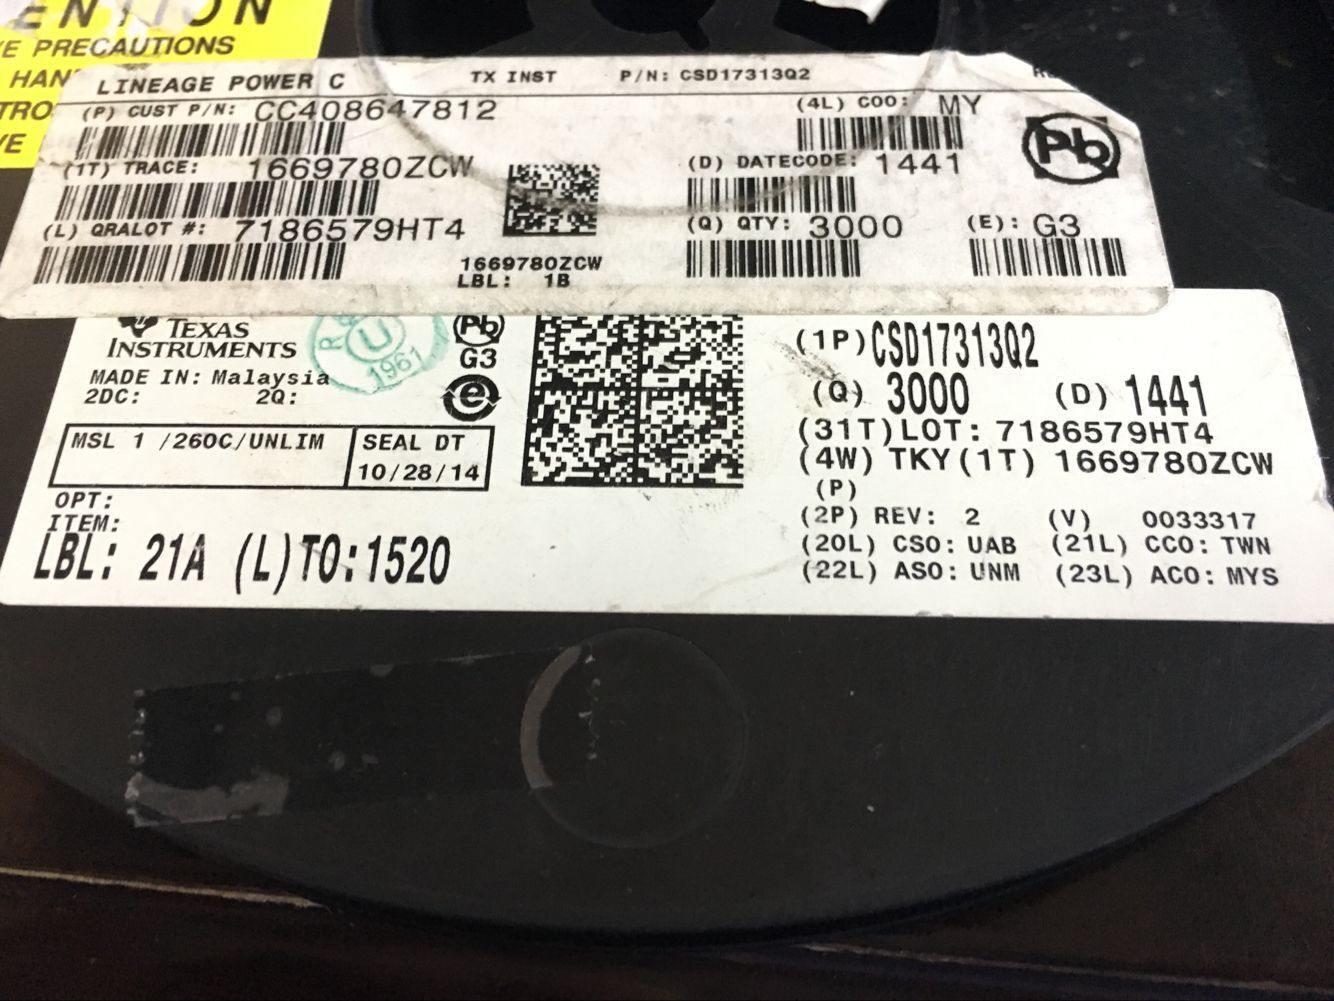 ENTION
E PRECAUTIONS
HAN
TRO
VE
LINEAGE POWER C TX INST P/N: CSD17313Q2
(P) CUST P/N: CC408647812 (4L) COO: MY
Pb
(1T) TRACE: 1669780ZCW (D) DATECODE: 1441
(L) QRALOT #: 7186579HT4 (Q) QTY: 3000 (E): G3
1669780ZCW
LBL: 1B
TEXAS
INSTRUMENTS
U
1961
Pb
G3
e
MADE IN: Malaysia
2DC: 2Q:
MSL 1 /260C/UNLIM SEAL DT
10/28/14
OPT:
ITEM:
LBL: 21A (L)TO:1520
(1P)CSD17313Q2
(Q) 3000 (D) 1441
(31T)LOT: 7186579HT4
(4W) TKY(1T) 1669780ZCW
(P)
(2P) REV: 2 (V) 0033317
(20L) CSO: UAB (21L) CCO: TWN
(22L) ASO: UNM (23L) ACO: MYS